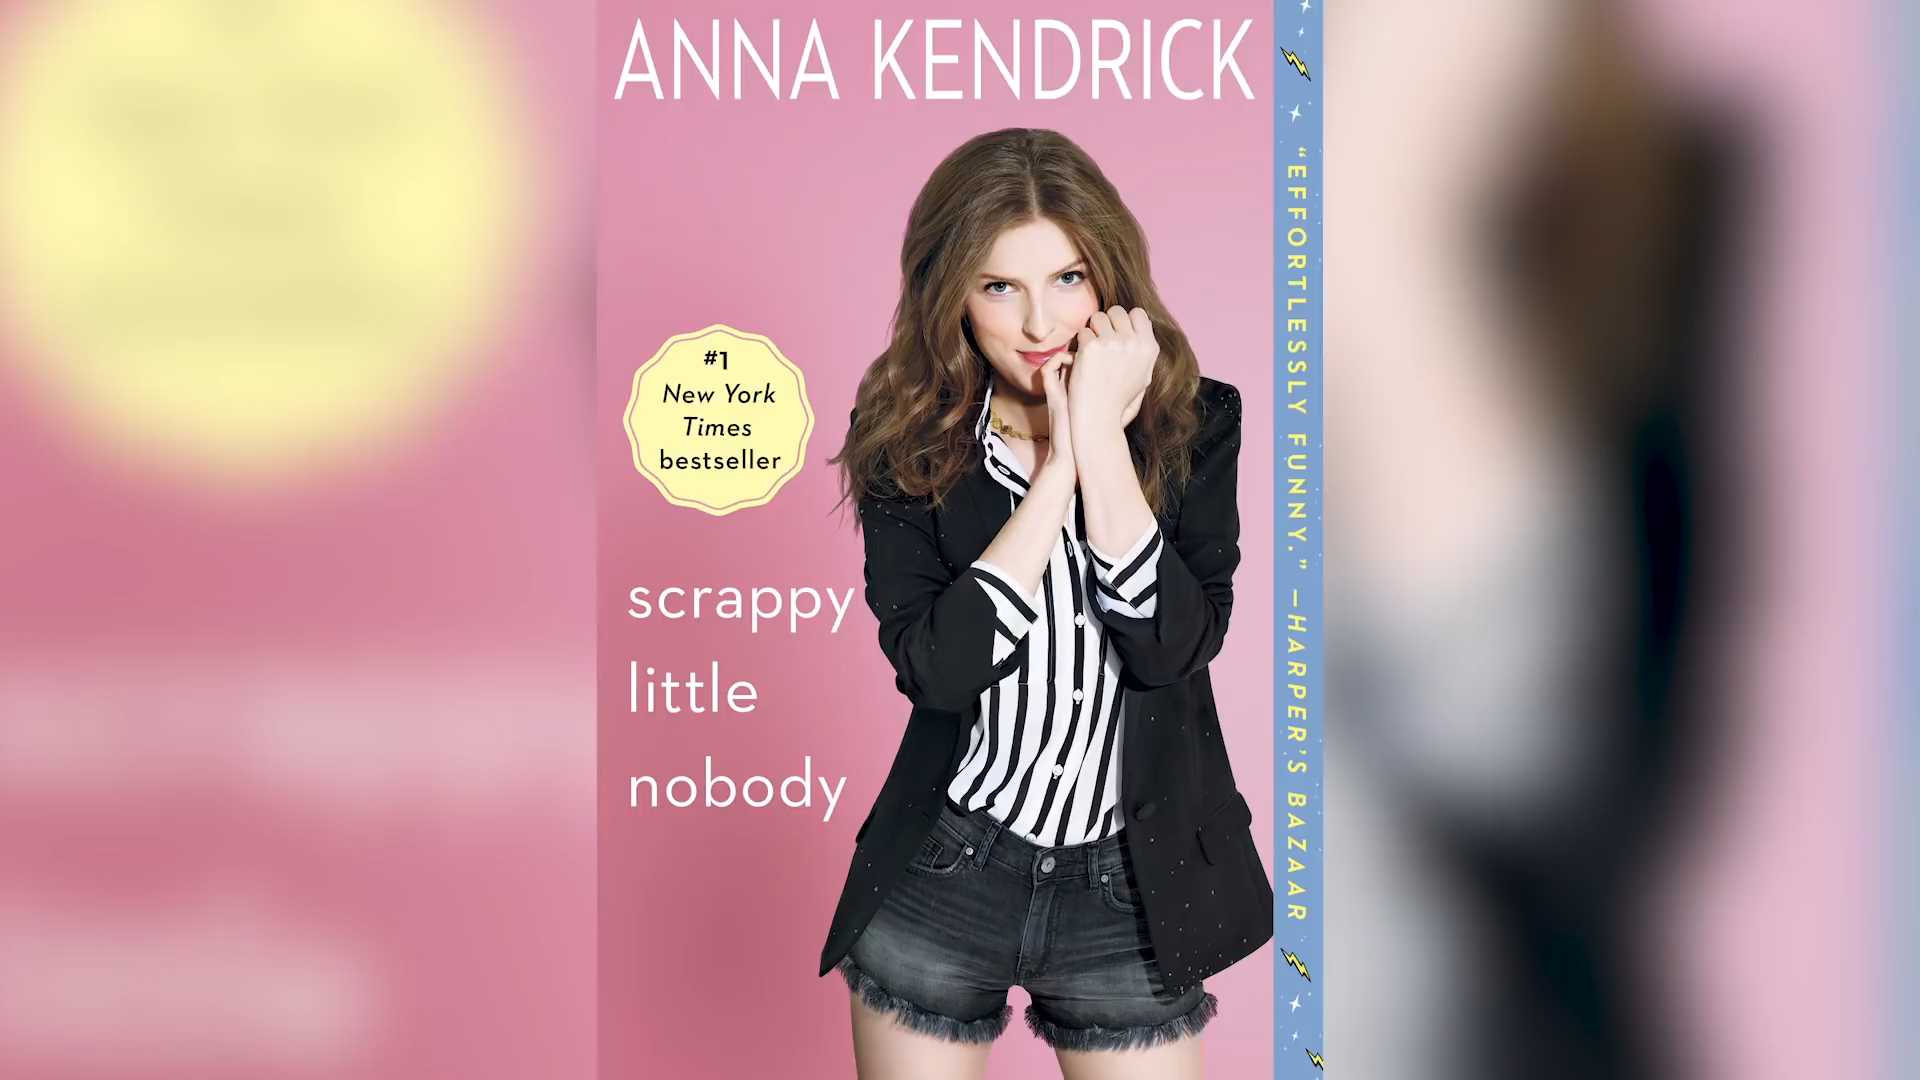 ANNA KENDRICK
#1
New York
Times
bestseller
scrappy
little
nobody
“EFFORTLESSLY FUNNY.” —HARPER’S BAZAAR